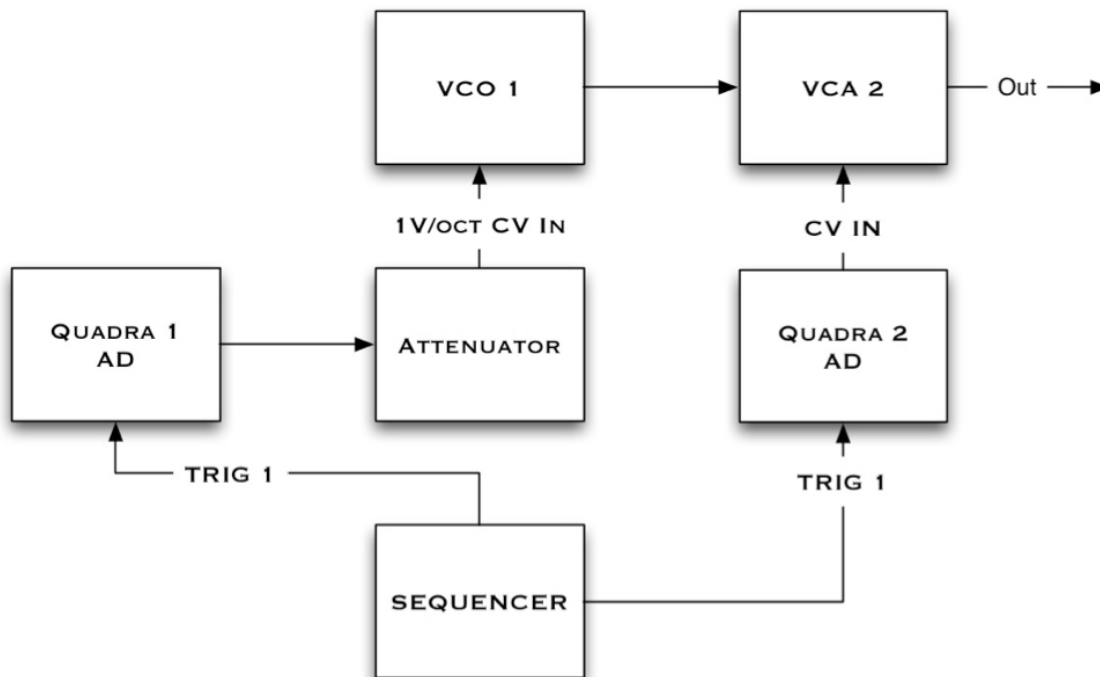 VCO 1
VCA 2
Out
1V/OCT CV IN
CV IN
QUADRA 1
AD
ATTENUATOR
QUADRA 2
AD
TRIG 1
TRIG 1
SEQUENCER